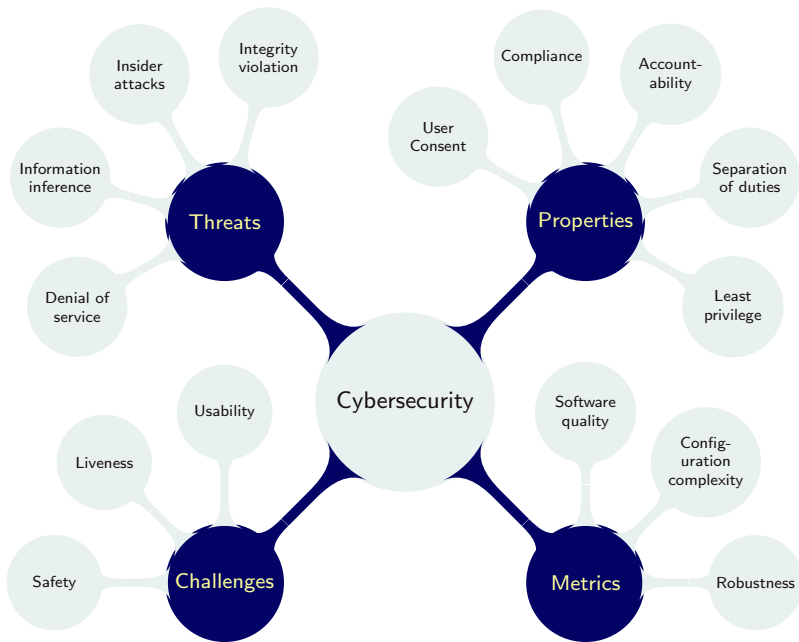 Integrity
violation
Insider
attacks
Information
inference
Denial of
service
Threats
Compliance
Account-
ability
User
Consent
Separation
of duties
Least
privilege
Properties
Cybersecurity
Usability
Liveness
Safety
Challenges
Software
quality
Config-
uration
complexity
Robustness
Metrics